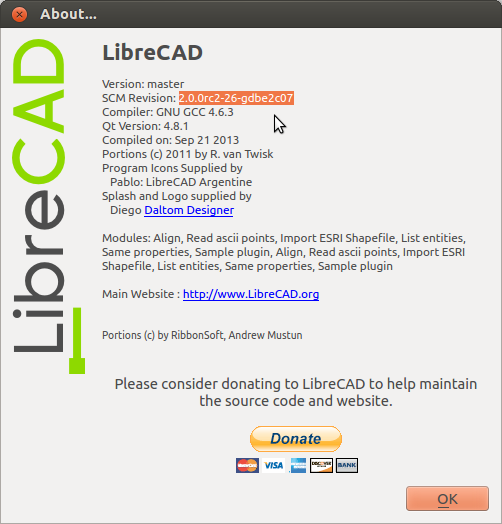 About...
LibreCAD
LibreCAD
Version: master
SCM Revision: 2.0.0rc2-26-gdbe2c07
Compiler: GNU GCC 4.6.3
Qt Version: 4.8.1
Compiled on: Sep 21 2013
Portions (c) 2011 by R. van Twisk
Program Icons Supplied by
Pablo: LibreCAD Argentine
Splash and Logo supplied by
Diego Daltom Designer
Modules: Align, Read ascii points, Import ESRI Shapefile, List entities,
Same properties, Sample plugin, Align, Read ascii points, Import ESRI
Shapefile, List entities, Same properties, Sample plugin
Main Website : http://www.LibreCAD.org
Portions (c) by RibbonSoft, Andrew Mustun
Please consider donating to LibreCAD to help maintain
the source code and website.
Donate
MasterCard VISA DISCOVER BANK
OK